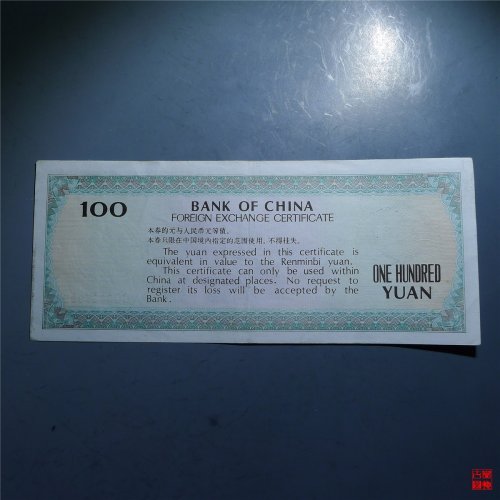 100
BANK OF CHINA
FOREIGN EXCHANGE CERTIFICATE
本券的元与人民币元等值。
本券只限在中国境内指定的范围使用,不得挂失。
The yuan expressed in this certificate is
equivalent in value to the Renminbi yuan.
This certificate can only be used within
China at designated places. No request to
register its loss will be accepted by the
Bank.
ONE HUNDRED
YUAN